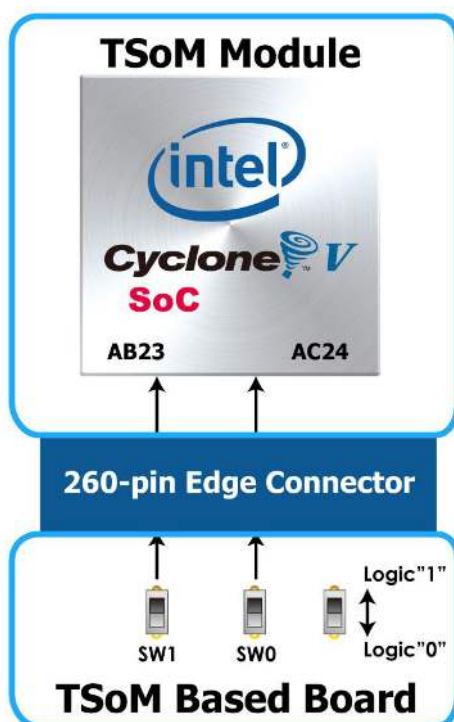 TSoM Module
intel®
Cyclone™ V
SoC
AB23 AC24
260-pin Edge Connector
Logic"1"
Logic"0"
SW1 SW0
TSoM Based Board